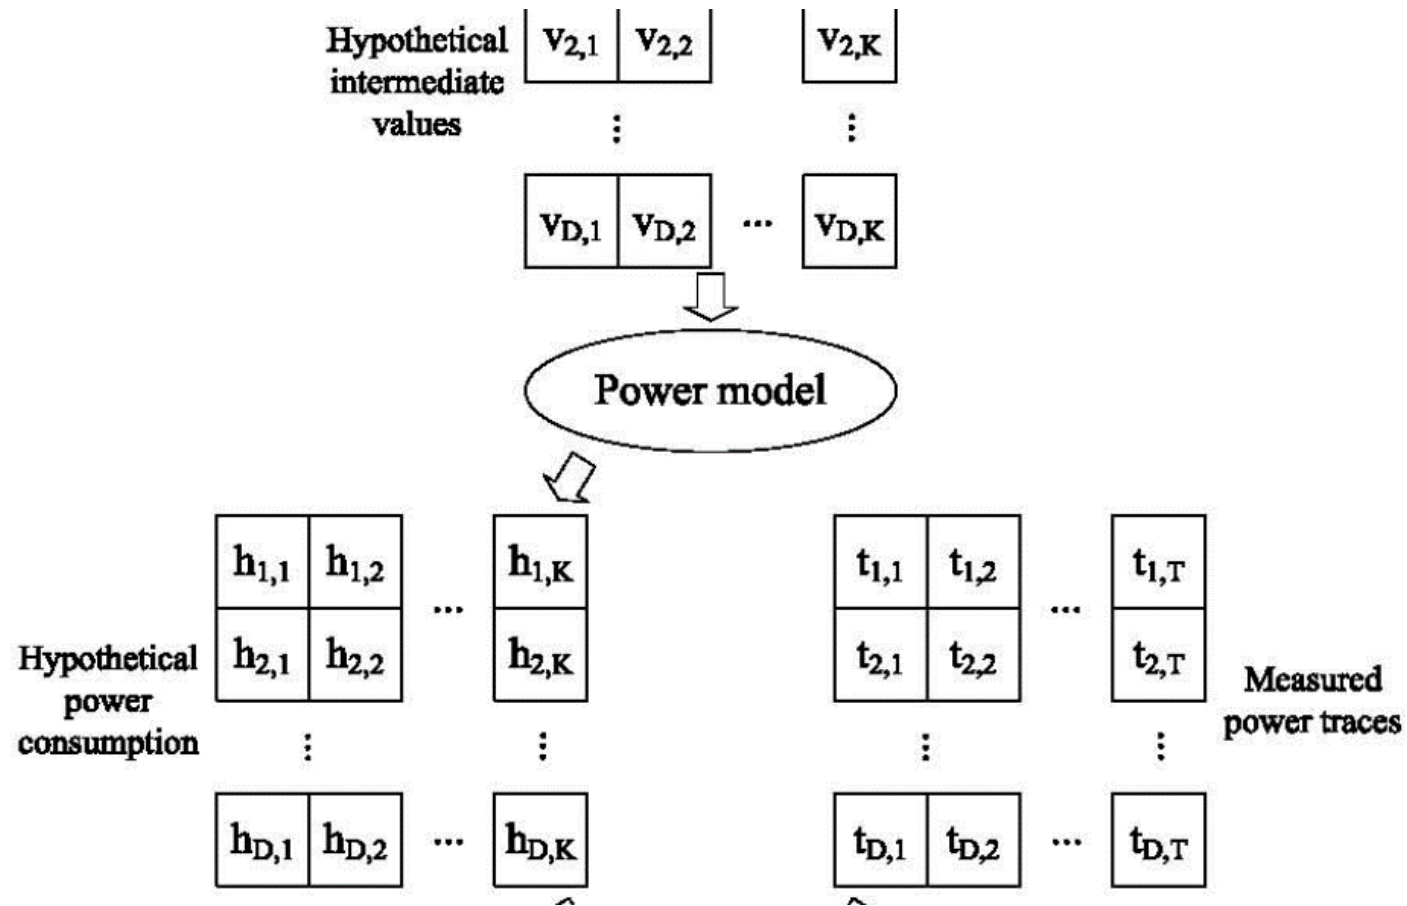 Hypothetical
intermediate
values
v2,1 v2,2 v2,K
⋮ ⋮
vD,1 vD,2 ... vD,K
Power model
Hypothetical
power
consumption
h1,1 h1,2 ... h1,K
h2,1 h2,2 h2,K
⋮ ⋮
hD,1 hD,2 ... hD,K
t1,1 t1,2 ... t1,T
t2,1 t2,2 t2,T
⋮ ⋮
tD,1 tD,2 ... tD,T
Measured
power traces